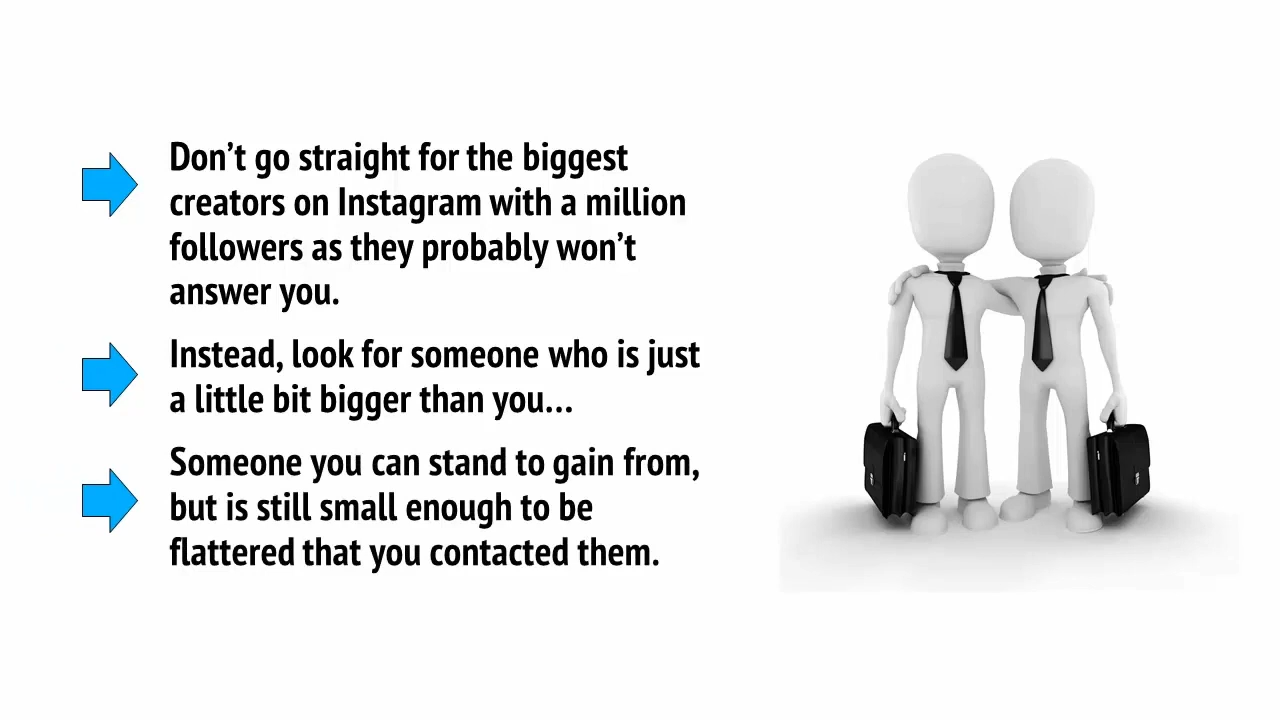 Don’t go straight for the biggest
creators on Instagram with a million
followers as they probably won’t
answer you.
Instead, look for someone who is just
a little bit bigger than you...
Someone you can stand to gain from,
but is still small enough to be
flattered that you contacted them.